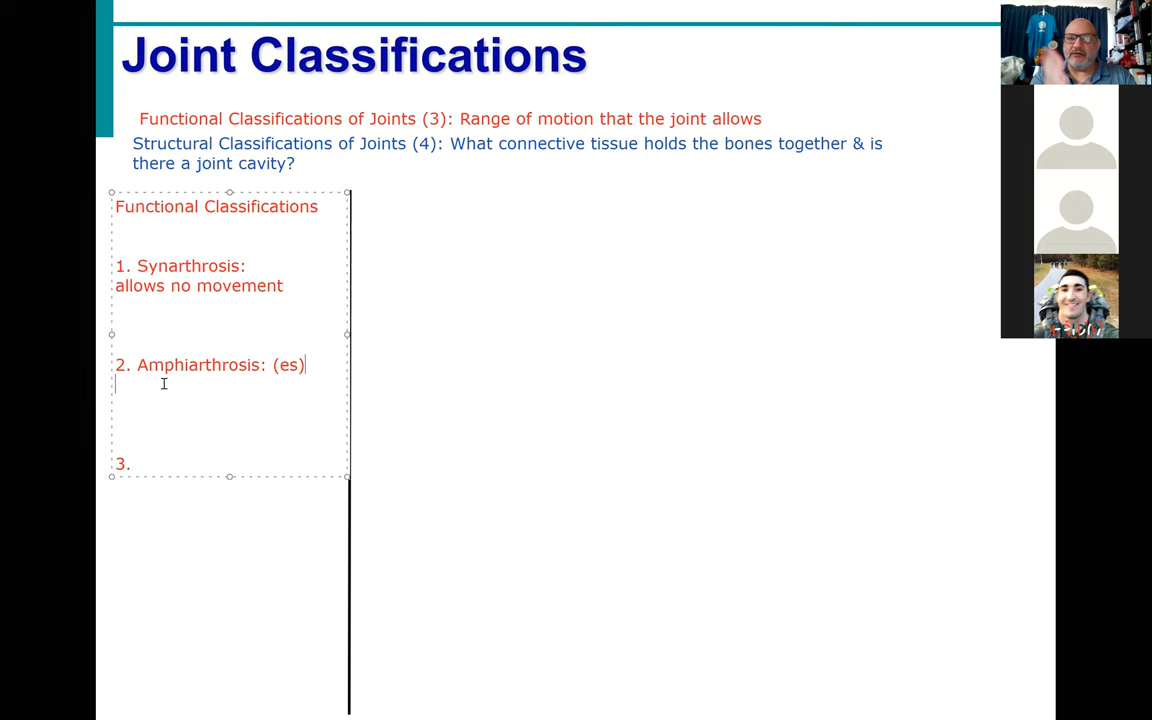 Joint Classifications
Functional Classifications of Joints (3): Range of motion that the joint allows
Structural Classifications of Joints (4): What connective tissue holds the bones together & is
there a joint cavity?
Functional Classifications
1. Synarthrosis:
allows no movement
2. Amphiarthrosis: (es)
3.